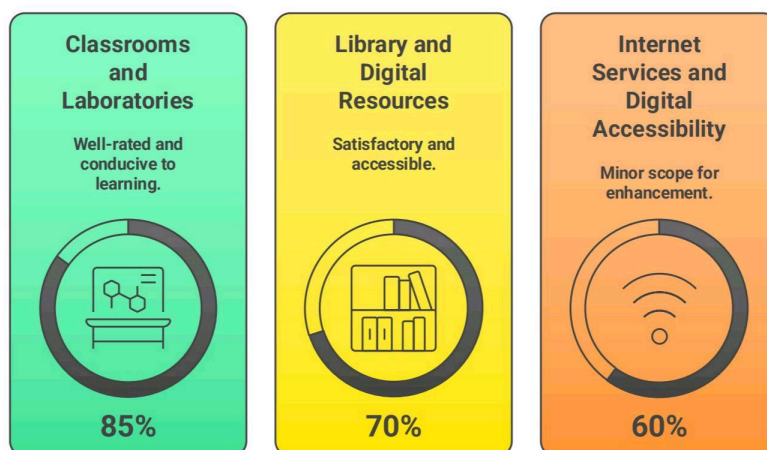 Classrooms
and
Laboratories
Well-rated and
conducive to
learning.
85%
Library and
Digital
Resources
Satisfactory and
accessible.
70%
Internet
Services and
Digital
Accessibility
Minor scope for
enhancement.
60%